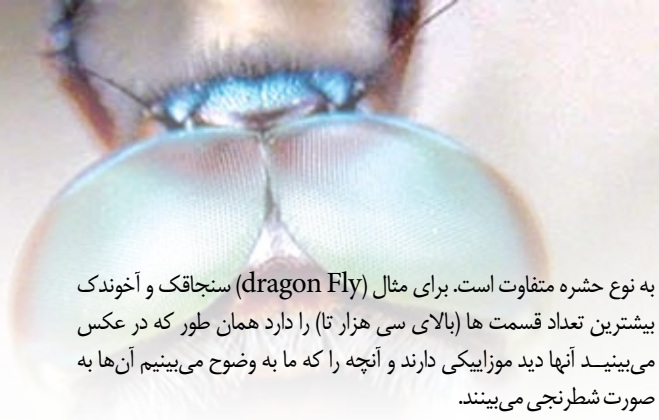 به نوع حشره متفاوت است. برای مثال (dragon Fly) سنجاقک و آخوندک
بیشترین تعداد قسمت ها (بالای سی هزار تا) را دارد همان طور که در عکس
می‌بینیـد آنها دید موزاییکی دارند و آنچه را که ما به وضوح می‌بینیم آن‌ها به
صورت شطرنجی می‌بینند.